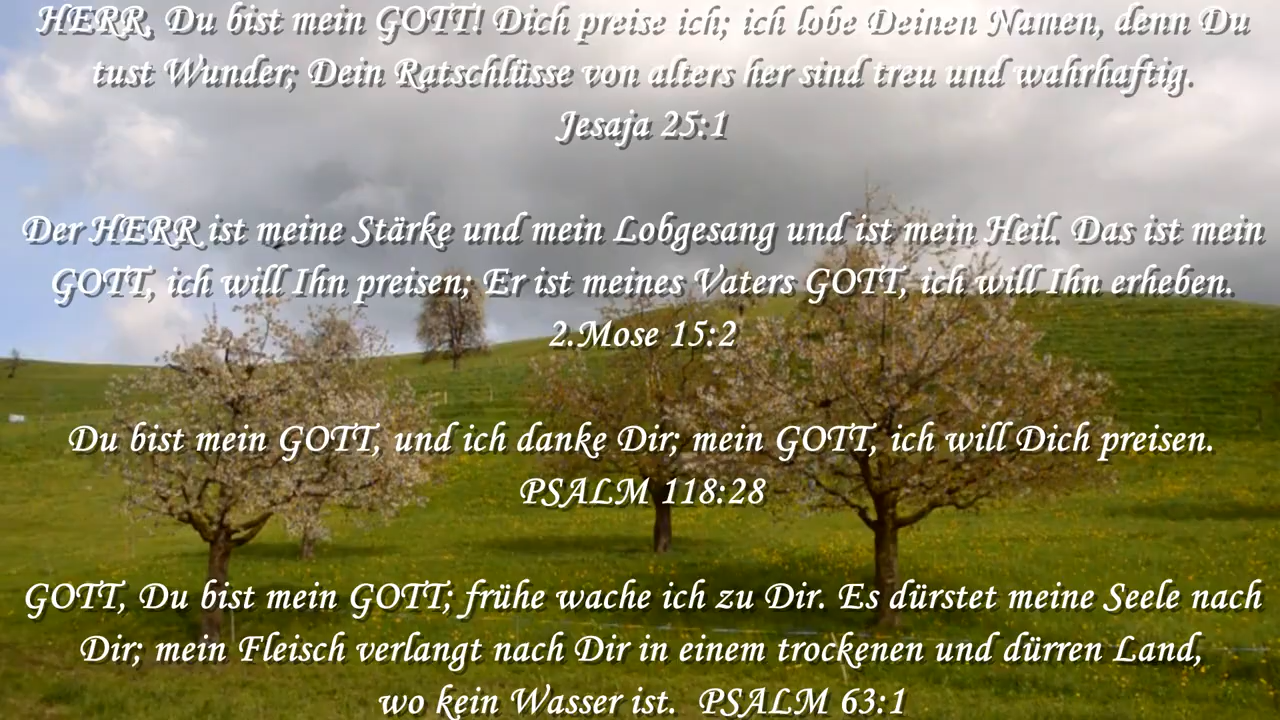 HERR, Du bist mein GOTT! Dich preise ich; ich lobe Deinen Namen, denn Du
tust Wunder; Dein Ratschlüsse von alters her sind treu und wahrhaftig.
Jesaja 25:1
Der HERR ist meine Stärke und mein Lobgesang und ist mein Heil. Das ist mein
GOTT, ich will Ihn preisen; Er ist meines Vaters GOTT, ich will Ihn erheben.
2.Mose 15:2
Du bist mein GOTT, und ich danke Dir; mein GOTT, ich will Dich preisen.
PSALM 118:28
GOTT, Du bist mein GOTT; frühe wache ich zu Dir. Es dürstet meine Seele nach
Dir; mein Fleisch verlangt nach Dir in einem trockenen und dürren Land,
wo kein Wasser ist. PSALM 63:1